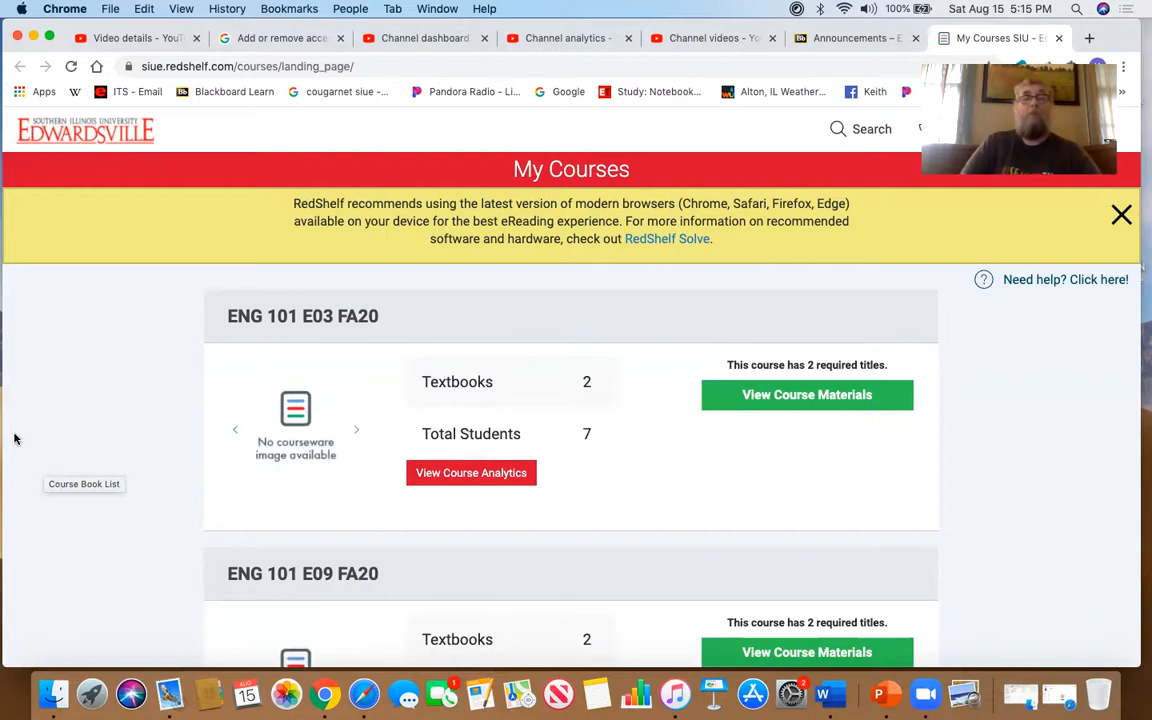 Chrome File Edit View History Bookmarks People Tab Window Help 100% Sat Aug 15 5:15 PM
Video details - YouT Add or remove acce Channel dashboard Channel analytics - Channel videos - Yo Bb Announcements – E My Courses SIU - E
siue.redshelf.com/courses/landing_page/
Apps W ITS - Email Bb Blackboard Learn cougarnet siue -... Pandora Radio - Li... Google Study: Notebook... Alton, IL Weather... Keith »
SOUTHERN ILLINOIS UNIVERSITY
EDWARDSVILLE
Search
My Courses
RedShelf recommends using the latest version of modern browsers (Chrome, Safari, Firefox, Edge)
available on your device for the best eReading experience. For more information on recommended
software and hardware, check out RedShelf Solve.
? Need help? Click here!
ENG 101 E03 FA20
This course has 2 required titles.
Textbooks 2
View Course Materials
No courseware
image available
Total Students 7
View Course Analytics
Course Book List
ENG 101 E09 FA20
This course has 2 required titles.
Textbooks 2
View Course Materials
AUG
15
1
2